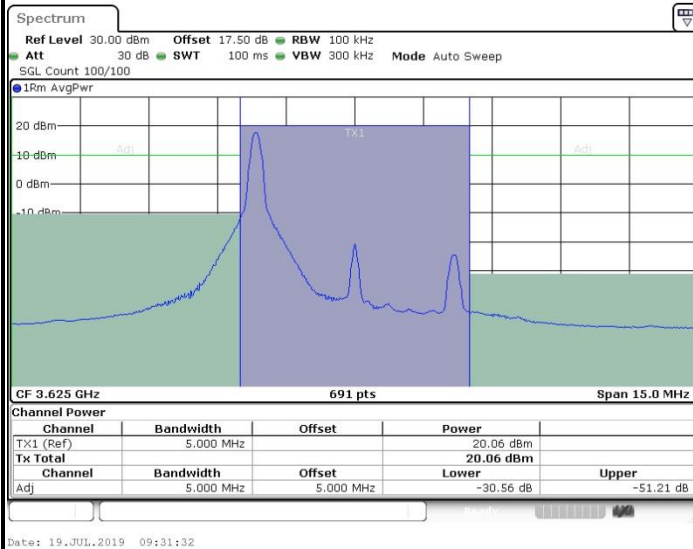 Spectrum
Ref Level 30.00 dBm Offset 17.50 dB RBW 100 kHz
Att 30 dB SWT 100 ms VBW 300 kHz Mode Auto Sweep
SGL Count 100/100
1Rm AvgPwr
20 dBm
TX1
10 dBm Adj Adj
0 dBm
-10 dBm
CF 3.625 GHz 691 pts Span 15.0 MHz
Channel Power
Channel Bandwidth Offset Power
TX1 (Ref) 5.000 MHz 20.06 dBm
Tx Total 20.06 dBm
Channel Bandwidth Offset Lower Upper
Adj 5.000 MHz 5.000 MHz -30.56 dB -51.21 dB
Ready
Date: 19.JUL.2019 09:31:32